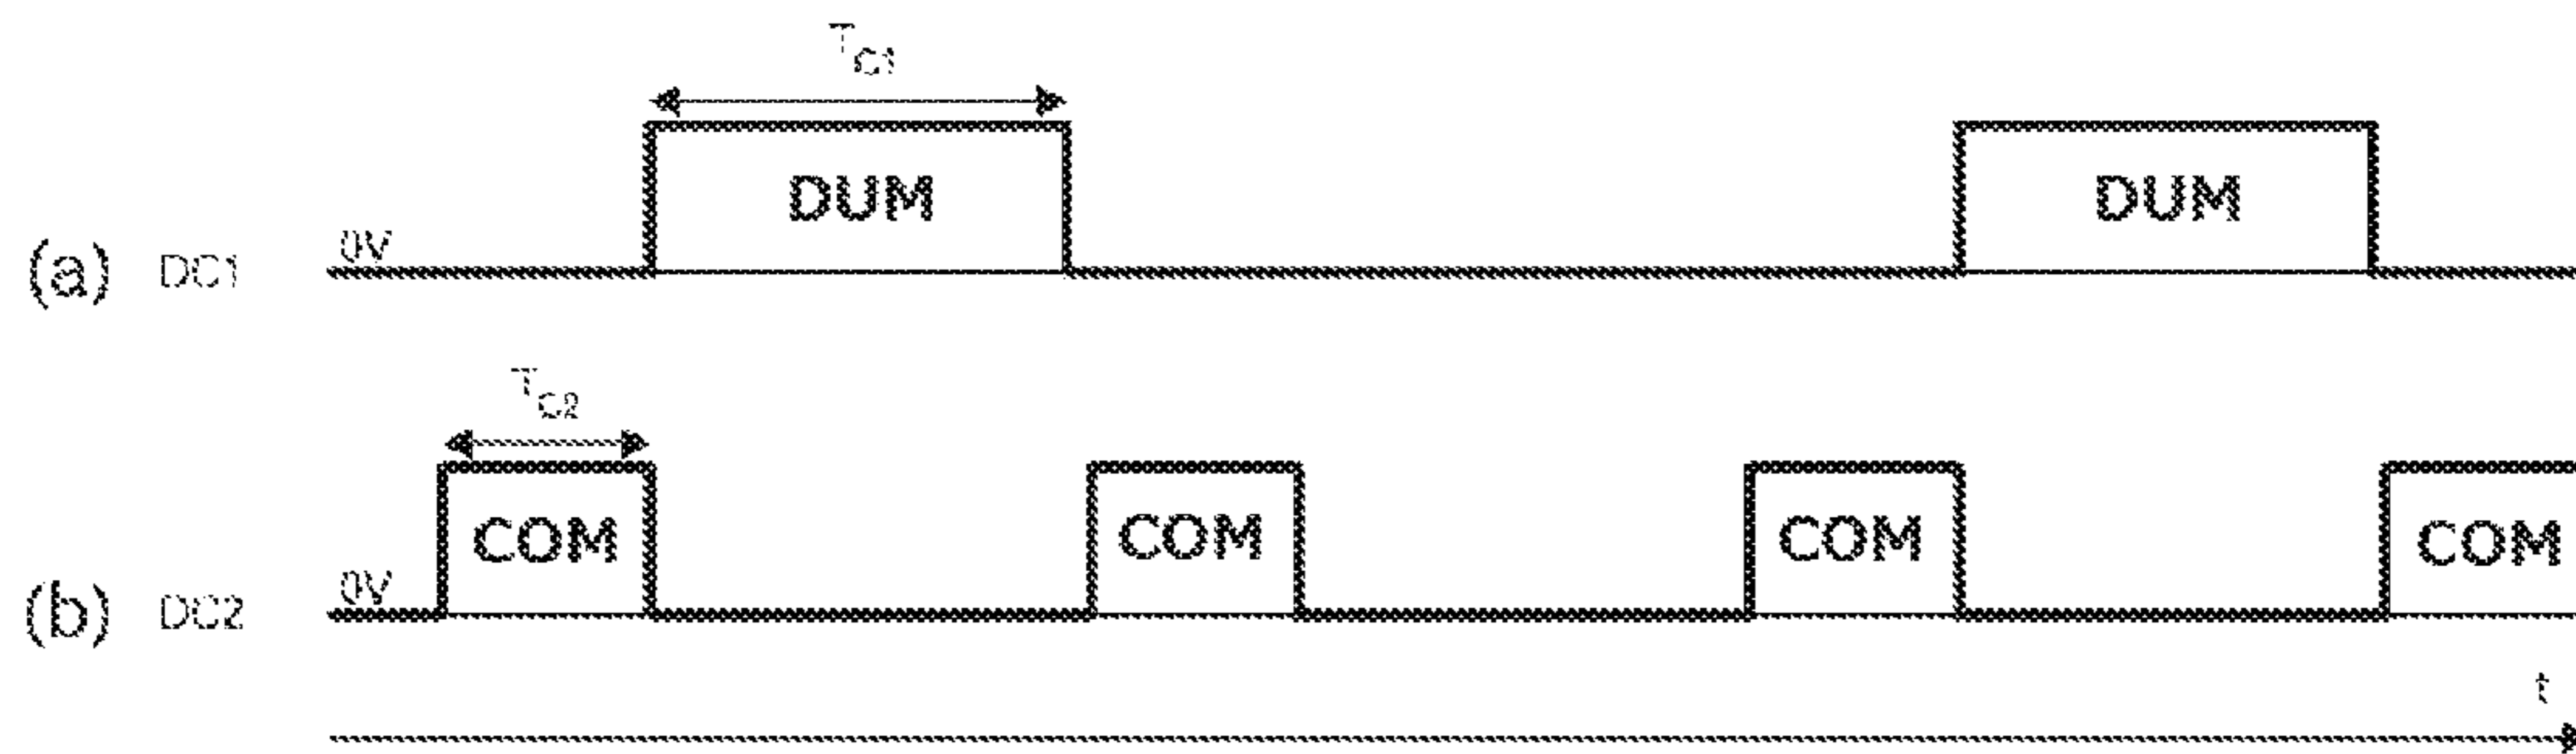 T_C1
DUM DUM
(a) DC1 0V
T_C2
COM COM COM COM
(b) DC2 0V
t